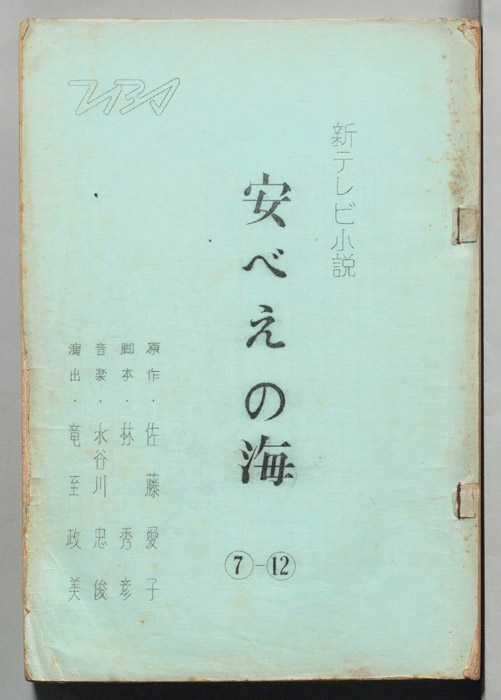 TBS
新テレビ小説
安べえの海
⑦－⑫
原作・佐藤愛子
脚本・林秀彦
音楽・水谷川忠俊
演出・竜至政美